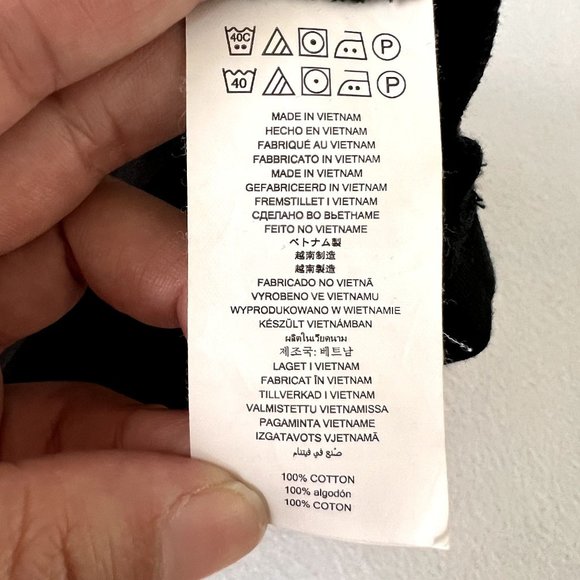 40C P
40 P
MADE IN VIETNAM
HECHO EN VIETNAM
FABRIQUÉ AU VIETNAM
FABBRICATO IN VIETNAM
MADE IN VIETNAM
GEFABRICEERD IN VIETNAM
FREMSTILLET I VIETNAM
СДЕЛАНО ВО ВЬЕТНАМЕ
FEITO NO VIETNAME
ベトナム製
越南制造
越南製造
FABRICADO NO VIETNÃ
VYROBENO VE VIETNAMU
WYPRODUKOWANO W WIETNAMIE
KÉSZÜLT VIETNÁMBAN
ผลิตในเวียดนาม
제조국: 베트남
LAGET I VIETNAM
FABRICAT ÎN VIETNAM
TILLVERKAD I VIETNAM
VALMISTETTU VIETNAMISSA
PAGAMINTA VIETNAME
IZGATAVOTS VJETNAMĀ
صُنع في فيتنام
100% COTTON
100% algodón
100% COTON